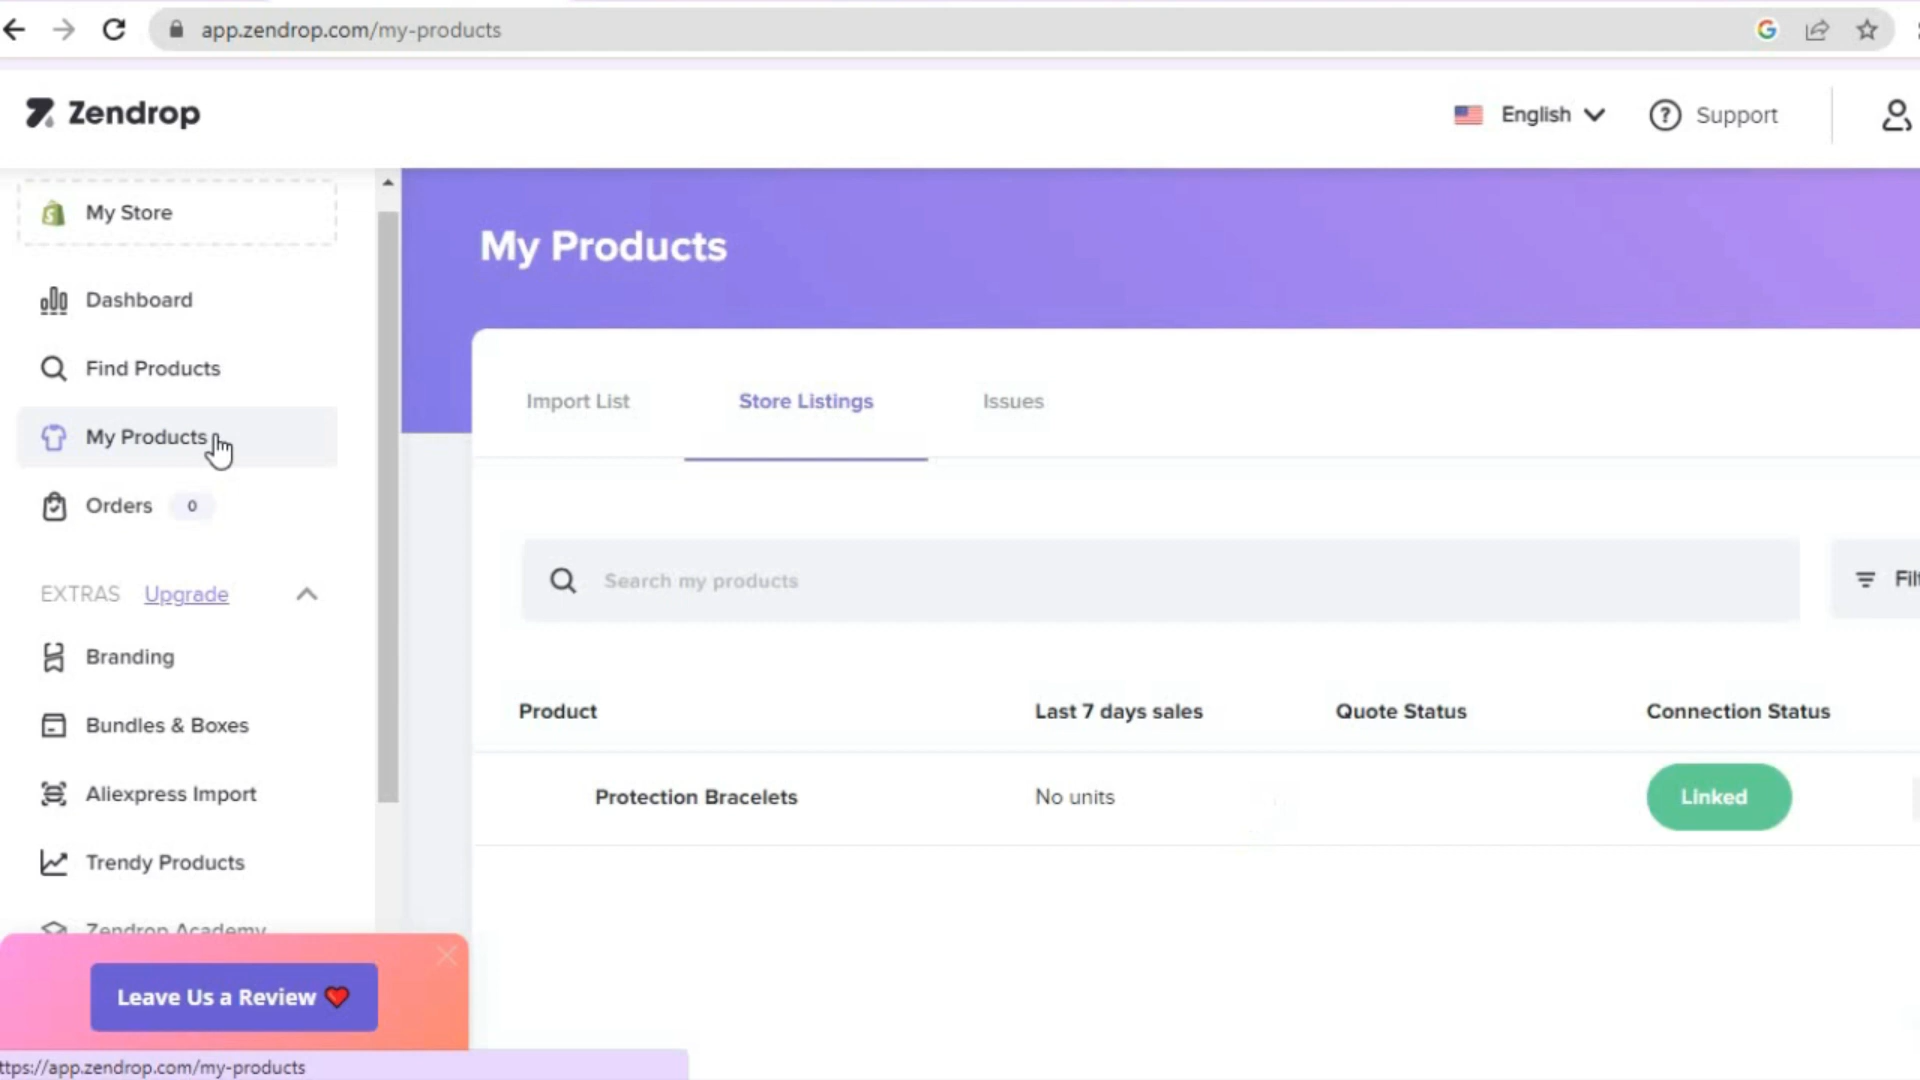 app.zendrop.com/my-products
Zendrop
English
Support
My Store
Dashboard
Find Products
My Products
Orders 0
EXTRAS Upgrade
Branding
Bundles & Boxes
Aliexpress Import
Trendy Products
Zendrop Academy
Leave Us a Review
ttps://app.zendrop.com/my-products
My Products
Import List Store Listings Issues
Search my products
Product Last 7 days sales Quote Status Connection Status
Protection Bracelets No units Linked